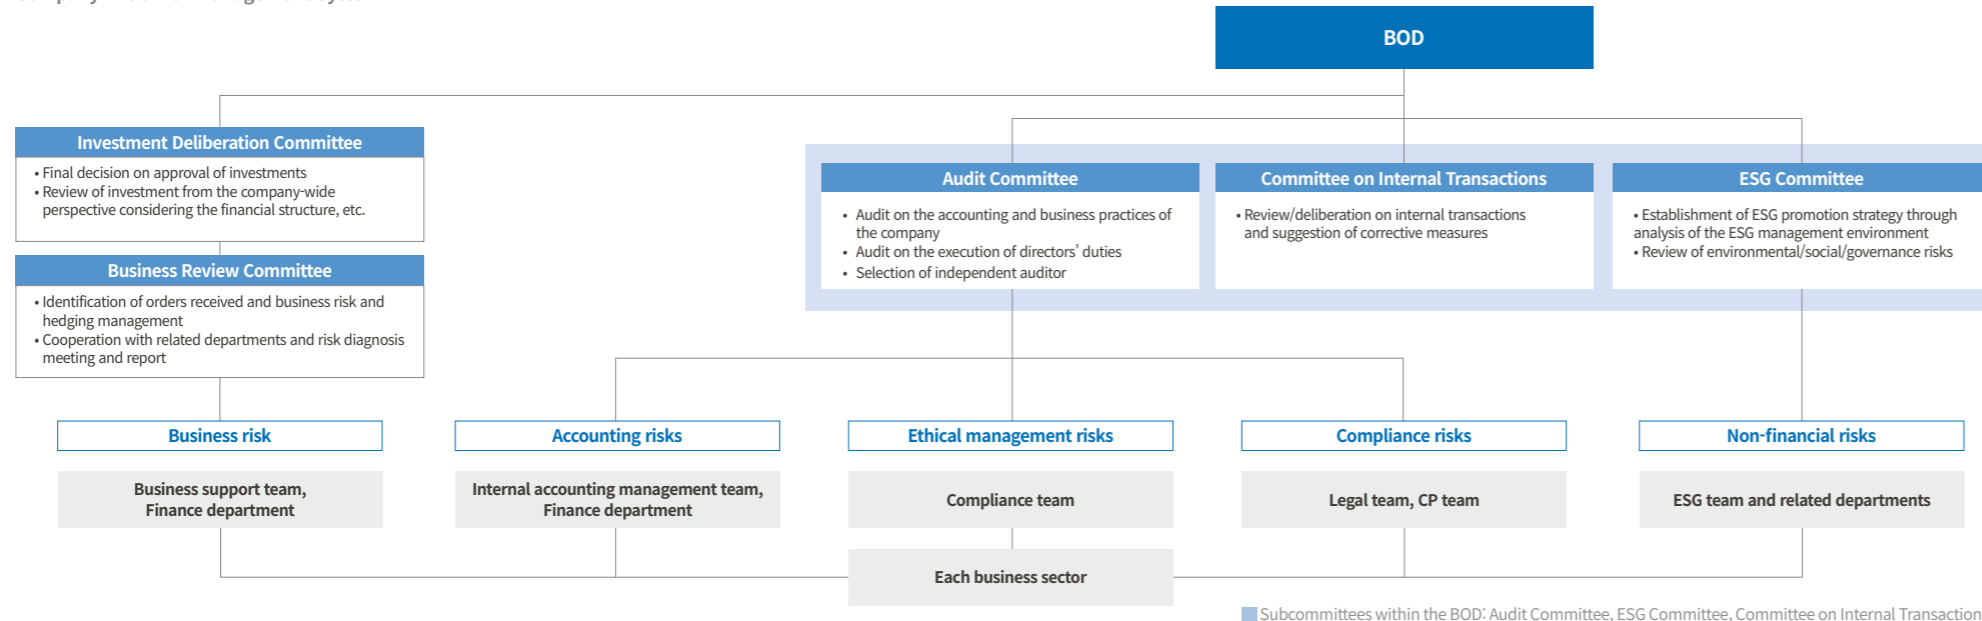 BOD
Investment Deliberation Committee
• Final decision on approval of investments
• Review of investment from the company-wide
perspective considering the financial structure, etc.
Business Review Committee
• Identification of orders received and business risk and
hedging management
• Cooperation with related departments and risk diagnosis
meeting and report
Audit Committee
• Audit on the accounting and business practices of
the company
• Audit on the execution of directors’ duties
• Selection of independent auditor
Committee on Internal Transactions
• Review/deliberation on internal transactions
and suggestion of corrective measures
ESG Committee
• Establishment of ESG promotion strategy through
analysis of the ESG management environment
• Review of environmental/social/governance risks
Business risk
Accounting risks
Ethical management risks
Compliance risks
Non-financial risks
Business support team,
Finance department
Internal accounting management team,
Finance department
Compliance team
Legal team, CP team
ESG team and related departments
Each business sector
Subcommittees within the BOD: Audit Committee, ESG Committee, Committee on Internal Transaction